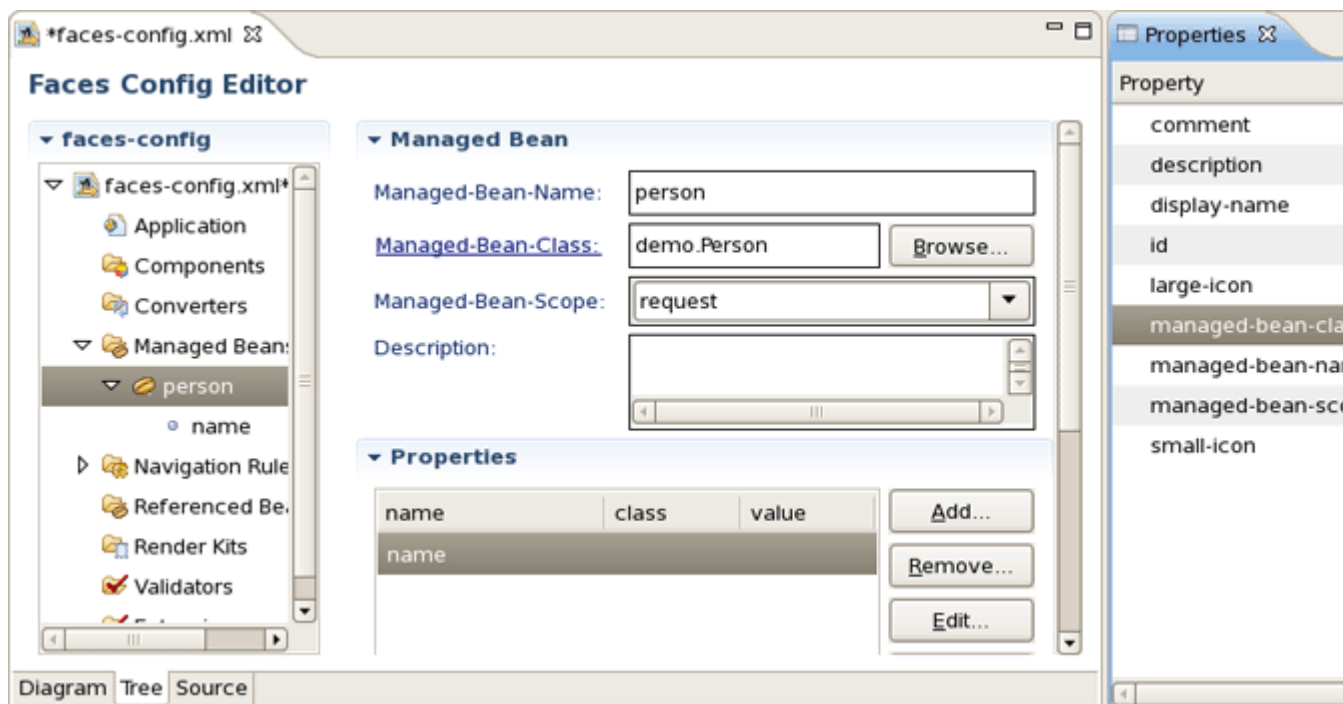 *faces-config.xml
Faces Config Editor
faces-config
faces-config.xml*
Application
Components
Converters
Managed Bean
person
name
Navigation Rule
Referenced Be
Render Kits
Validators
Managed Bean
Managed-Bean-Name: person
Managed-Bean-Class: demo.Person Browse...
Managed-Bean-Scope: request
Description:
Properties
name class value
name
Add...
Remove...
Edit...
Diagram Tree Source
Properties
Property
comment
description
display-name
id
large-icon
managed-bean-cla
managed-bean-na
managed-bean-sco
small-icon